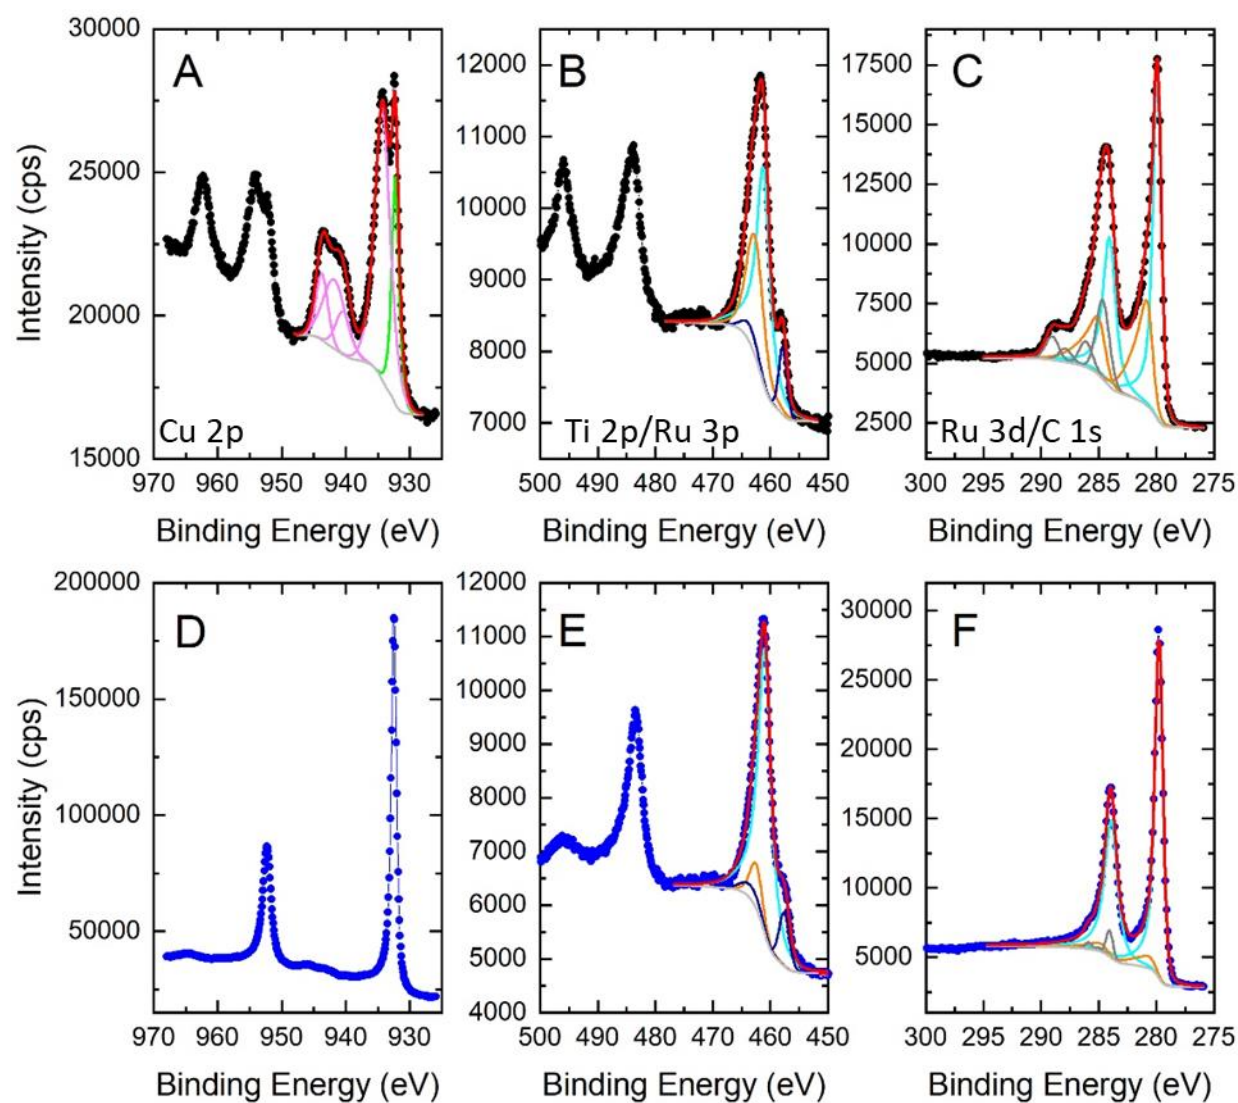 30000
25000
20000
15000
Intensity (cps)
A
Cu 2p
970 960 950 940 930
Binding Energy (eV)
12000
11000
10000
9000
8000
7000
B
Ti 2p/Ru 3p
500 490 480 470 460 450
Binding Energy (eV)
17500
15000
12500
10000
7500
5000
2500
C
Ru 3d/C 1s
300 295 290 285 280 275
Binding Energy (eV)
200000
150000
100000
50000
Intensity (cps)
D
970 960 950 940 930
Binding Energy (eV)
12000
11000
10000
9000
8000
7000
6000
5000
4000
E
500 490 480 470 460 450
Binding Energy (eV)
30000
25000
20000
15000
10000
5000
F
300 295 290 285 280 275
Binding Energy (eV)